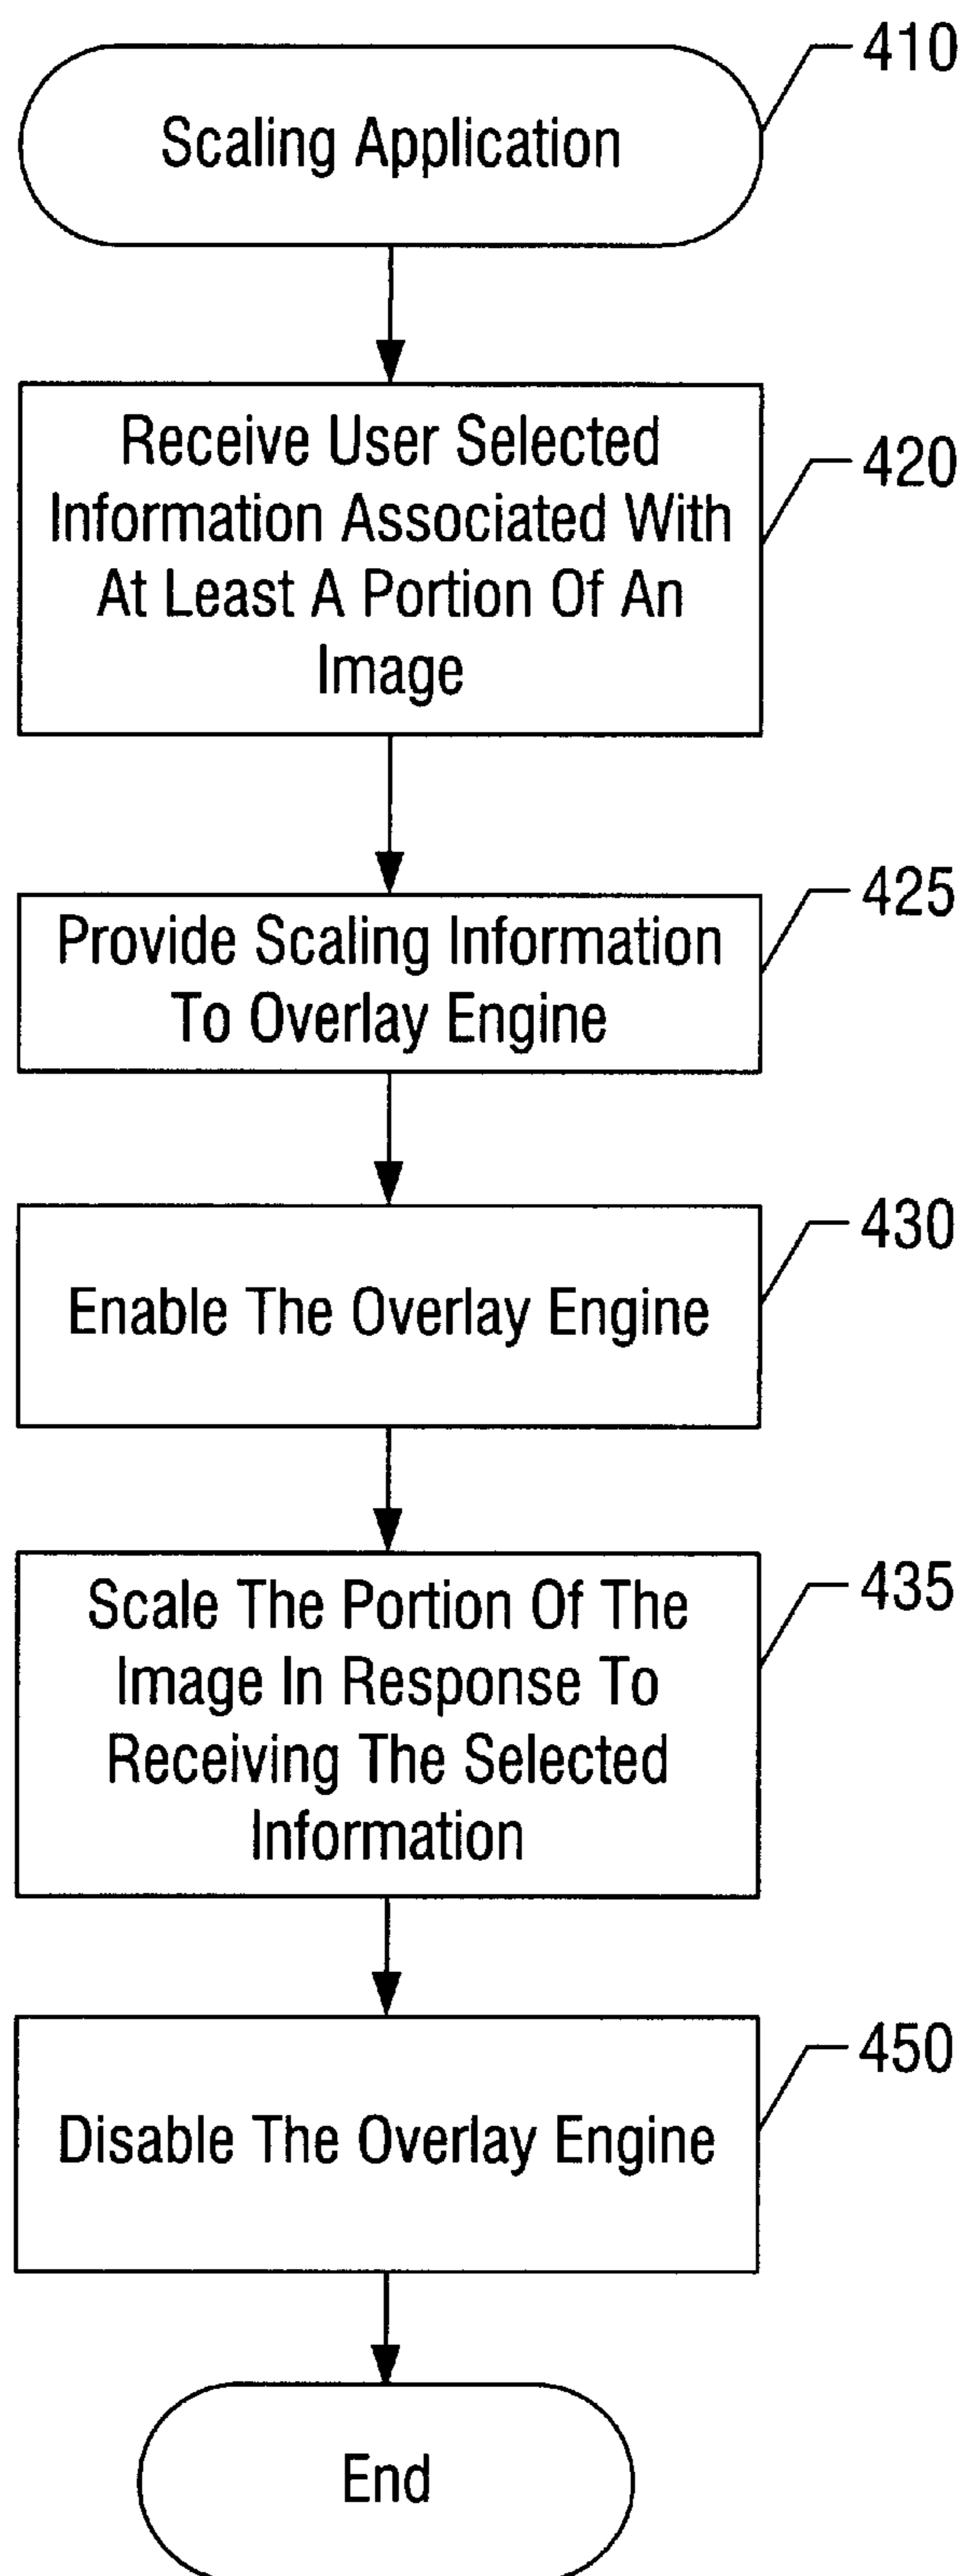 410
Scaling Application
Receive User Selected
Information Associated With
At Least A Portion Of An
Image
420
Provide Scaling Information
To Overlay Engine
425
Enable The Overlay Engine
430
Scale The Portion Of The
Image In Response To
Receiving The Selected
Information
435
Disable The Overlay Engine
450
End